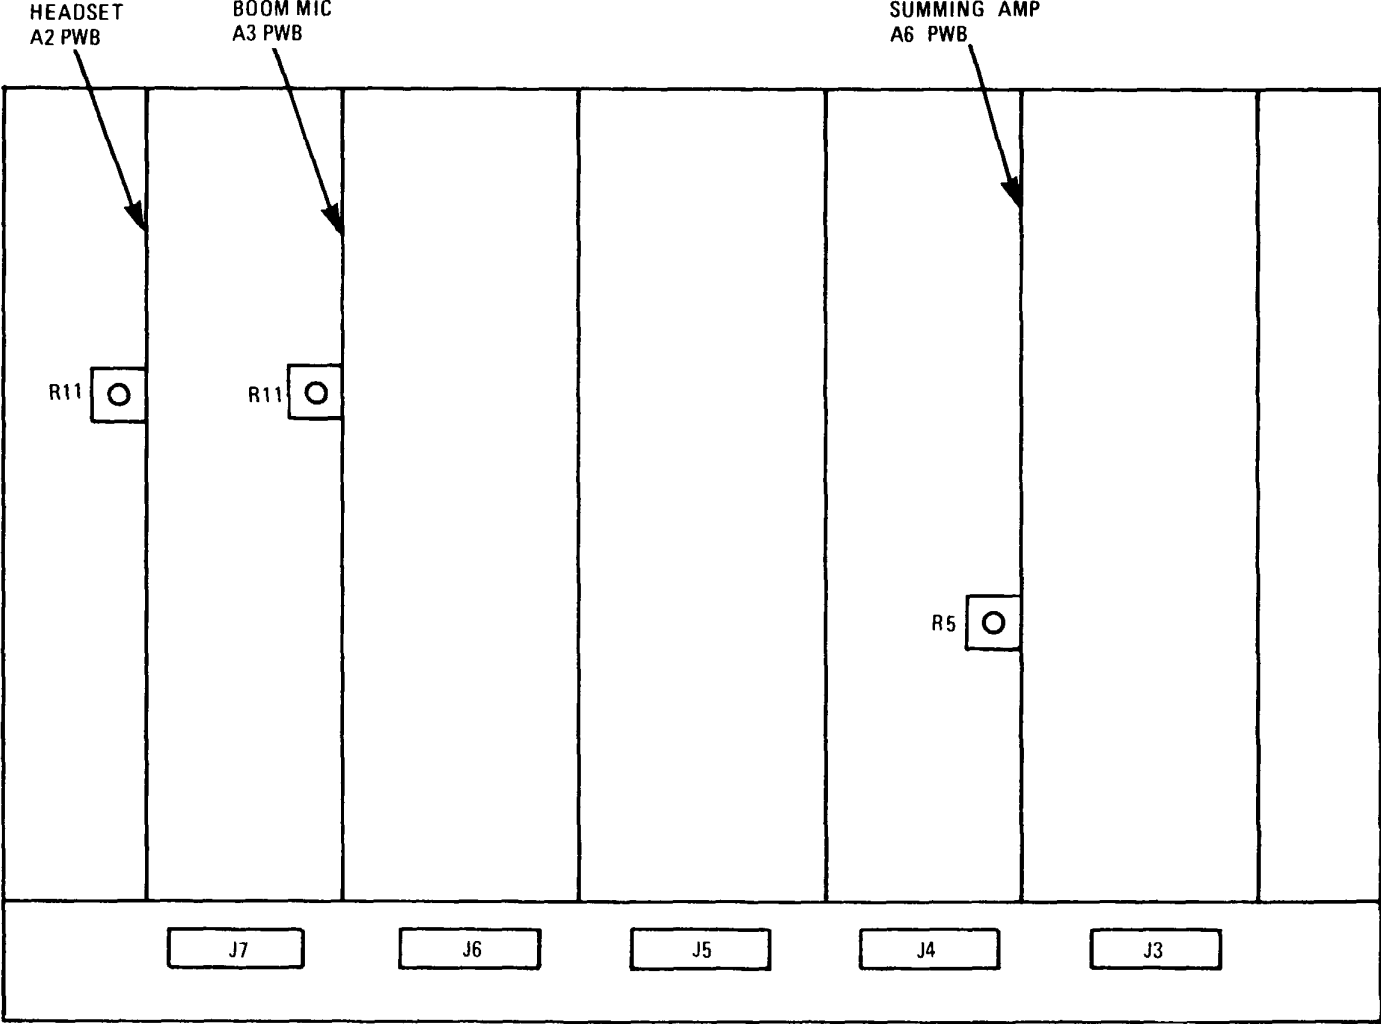 HEADSET
A2 PWB
BOOM MIC
A3 PWB
SUMMING AMP
A6 PWB
R11
R11
R5
J7
J6
J5
J4
J3